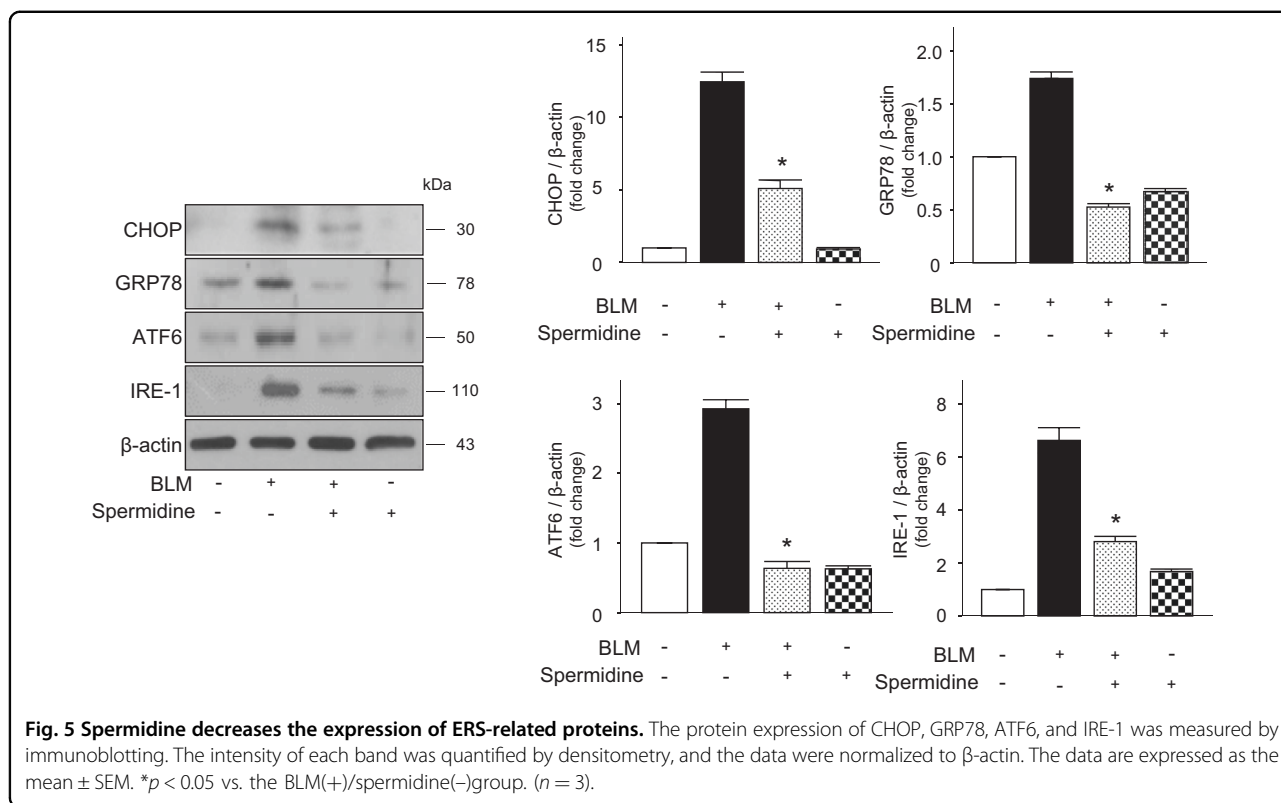 kDa
CHOP 30
GRP78 78
ATF6 50
IRE-1 110
β-actin 43
BLM - + + -
Spermidine - - + +
CHOP / β-actin
(fold change)
15
10
5
0
*
BLM - + + -
Spermidine - - + +
GRP78 / β-actin
(fold change)
2.0
1.0
0.5
0
*
BLM - + + -
Spermidine - - + +
ATF6 / β-actin
(fold change)
3
2
1
0
*
BLM - + + -
Spermidine - - + +
IRE-1 / β-actin
(fold change)
8
6
4
2
0
*
BLM - + + -
Spermidine - - + +
Fig. 5 Spermidine decreases the expression of ERS-related proteins. The protein expression of CHOP, GRP78, ATF6, and IRE-1 was measured by
immunoblotting. The intensity of each band was quantified by densitometry, and the data were normalized to β-actin. The data are expressed as the
mean ± SEM. *p < 0.05 vs. the BLM(+)/spermidine(–)group. (n = 3).